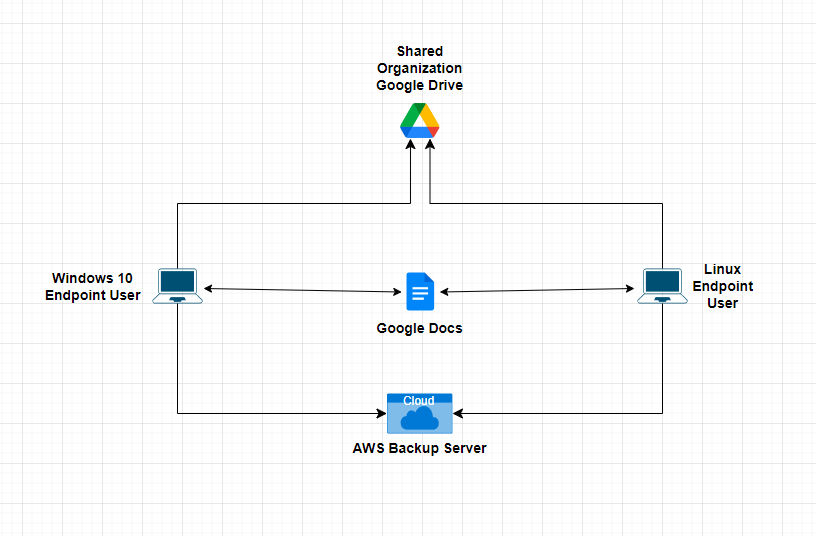 Shared
Organization
Google Drive
Windows 10
Endpoint User
Linux
Endpoint
User
Google Docs
Cloud
AWS Backup Server